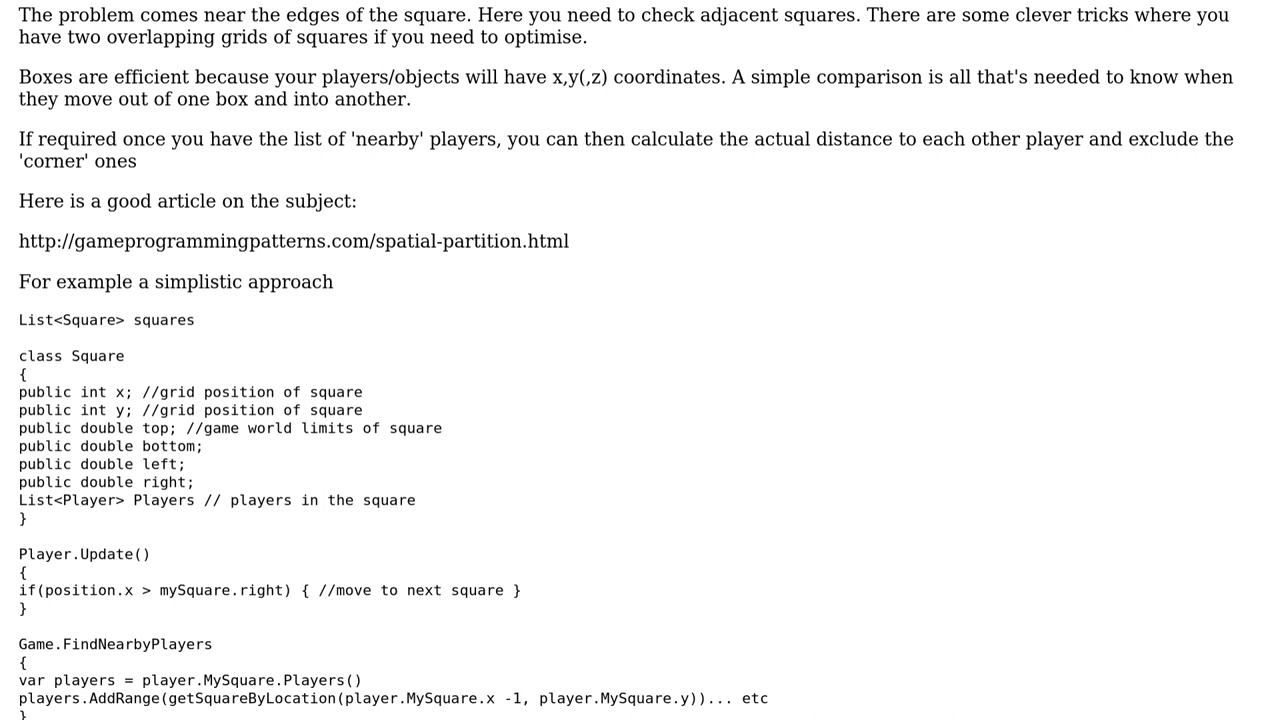 The problem comes near the edges of the square. Here you need to check adjacent squares. There are some clever tricks where you
have two overlapping grids of squares if you need to optimise.
Boxes are efficient because your players/objects will have x,y(,z) coordinates. A simple comparison is all that's needed to know when
they move out of one box and into another.
If required once you have the list of 'nearby' players, you can then calculate the actual distance to each other player and exclude the
'corner' ones
Here is a good article on the subject:
http://gameprogrammingpatterns.com/spatial-partition.html
For example a simplistic approach
List<Square> squares
class Square
{
public int x; //grid position of square
public int y; //grid position of square
public double top; //game world limits of square
public double bottom;
public double left;
public double right;
List<Player> Players // players in the square
}
Player.Update()
{
if(position.x > mySquare.right) { //move to next square }
}
Game.FindNearbyPlayers
{
var players = player.MySquare.Players()
players.AddRange(getSquareByLocation(player.MySquare.x -1, player.MySquare.y))... etc
}